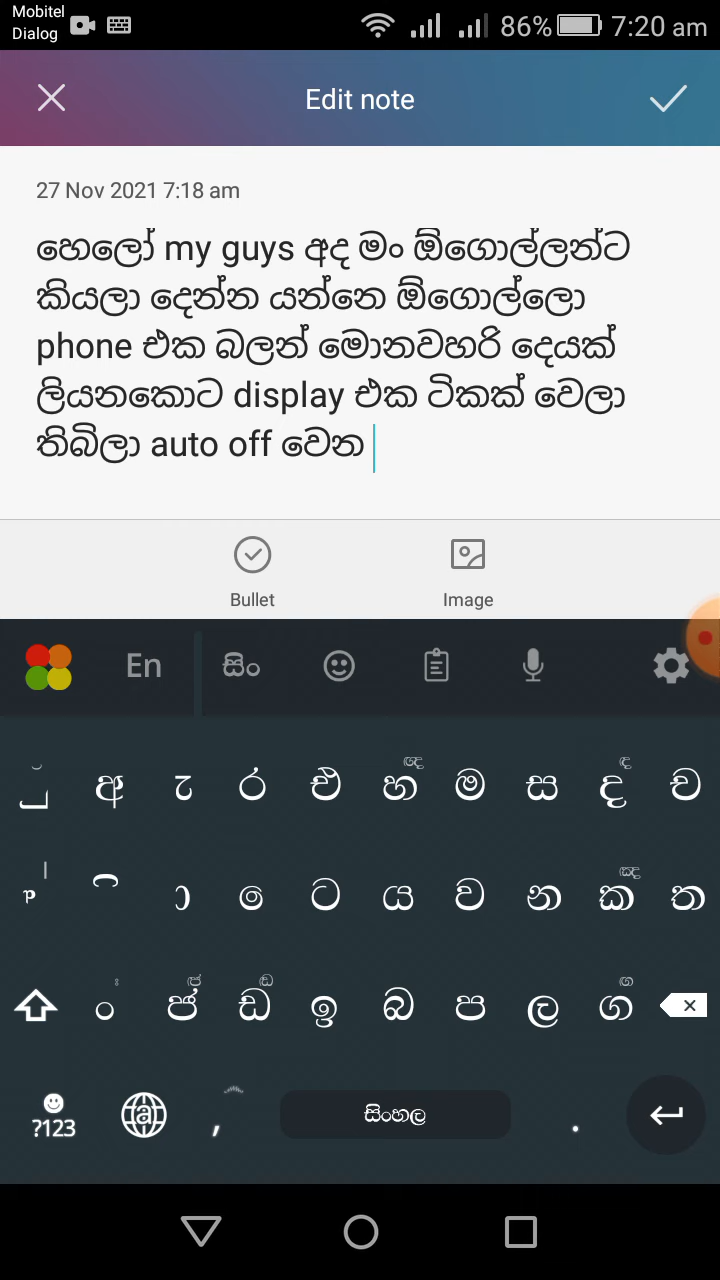 Mobitel
Dialog
86% 7:20 am
Edit note
27 Nov 2021 7:18 am
හෙලෝ my guys අද මං ඕගොල්ලන්ට
කියලා දෙන්න යන්නෙ ඕගොල්ලො
phone එක බලන් මොනවහරි දෙයක්
ලියනකොට display එක ටිකක් වෙලා
තිබිලා auto off වෙන
Bullet Image
En සිං
අ ැ ර එ හ ඥ ම ස ද ඳ ච
ා ෙ ට ය ව න ක ඤ ත
ං ඃ ජ ඡ ඩ ඬ ඉ බ ප ල ග ඟ
?123 , සිංහල .